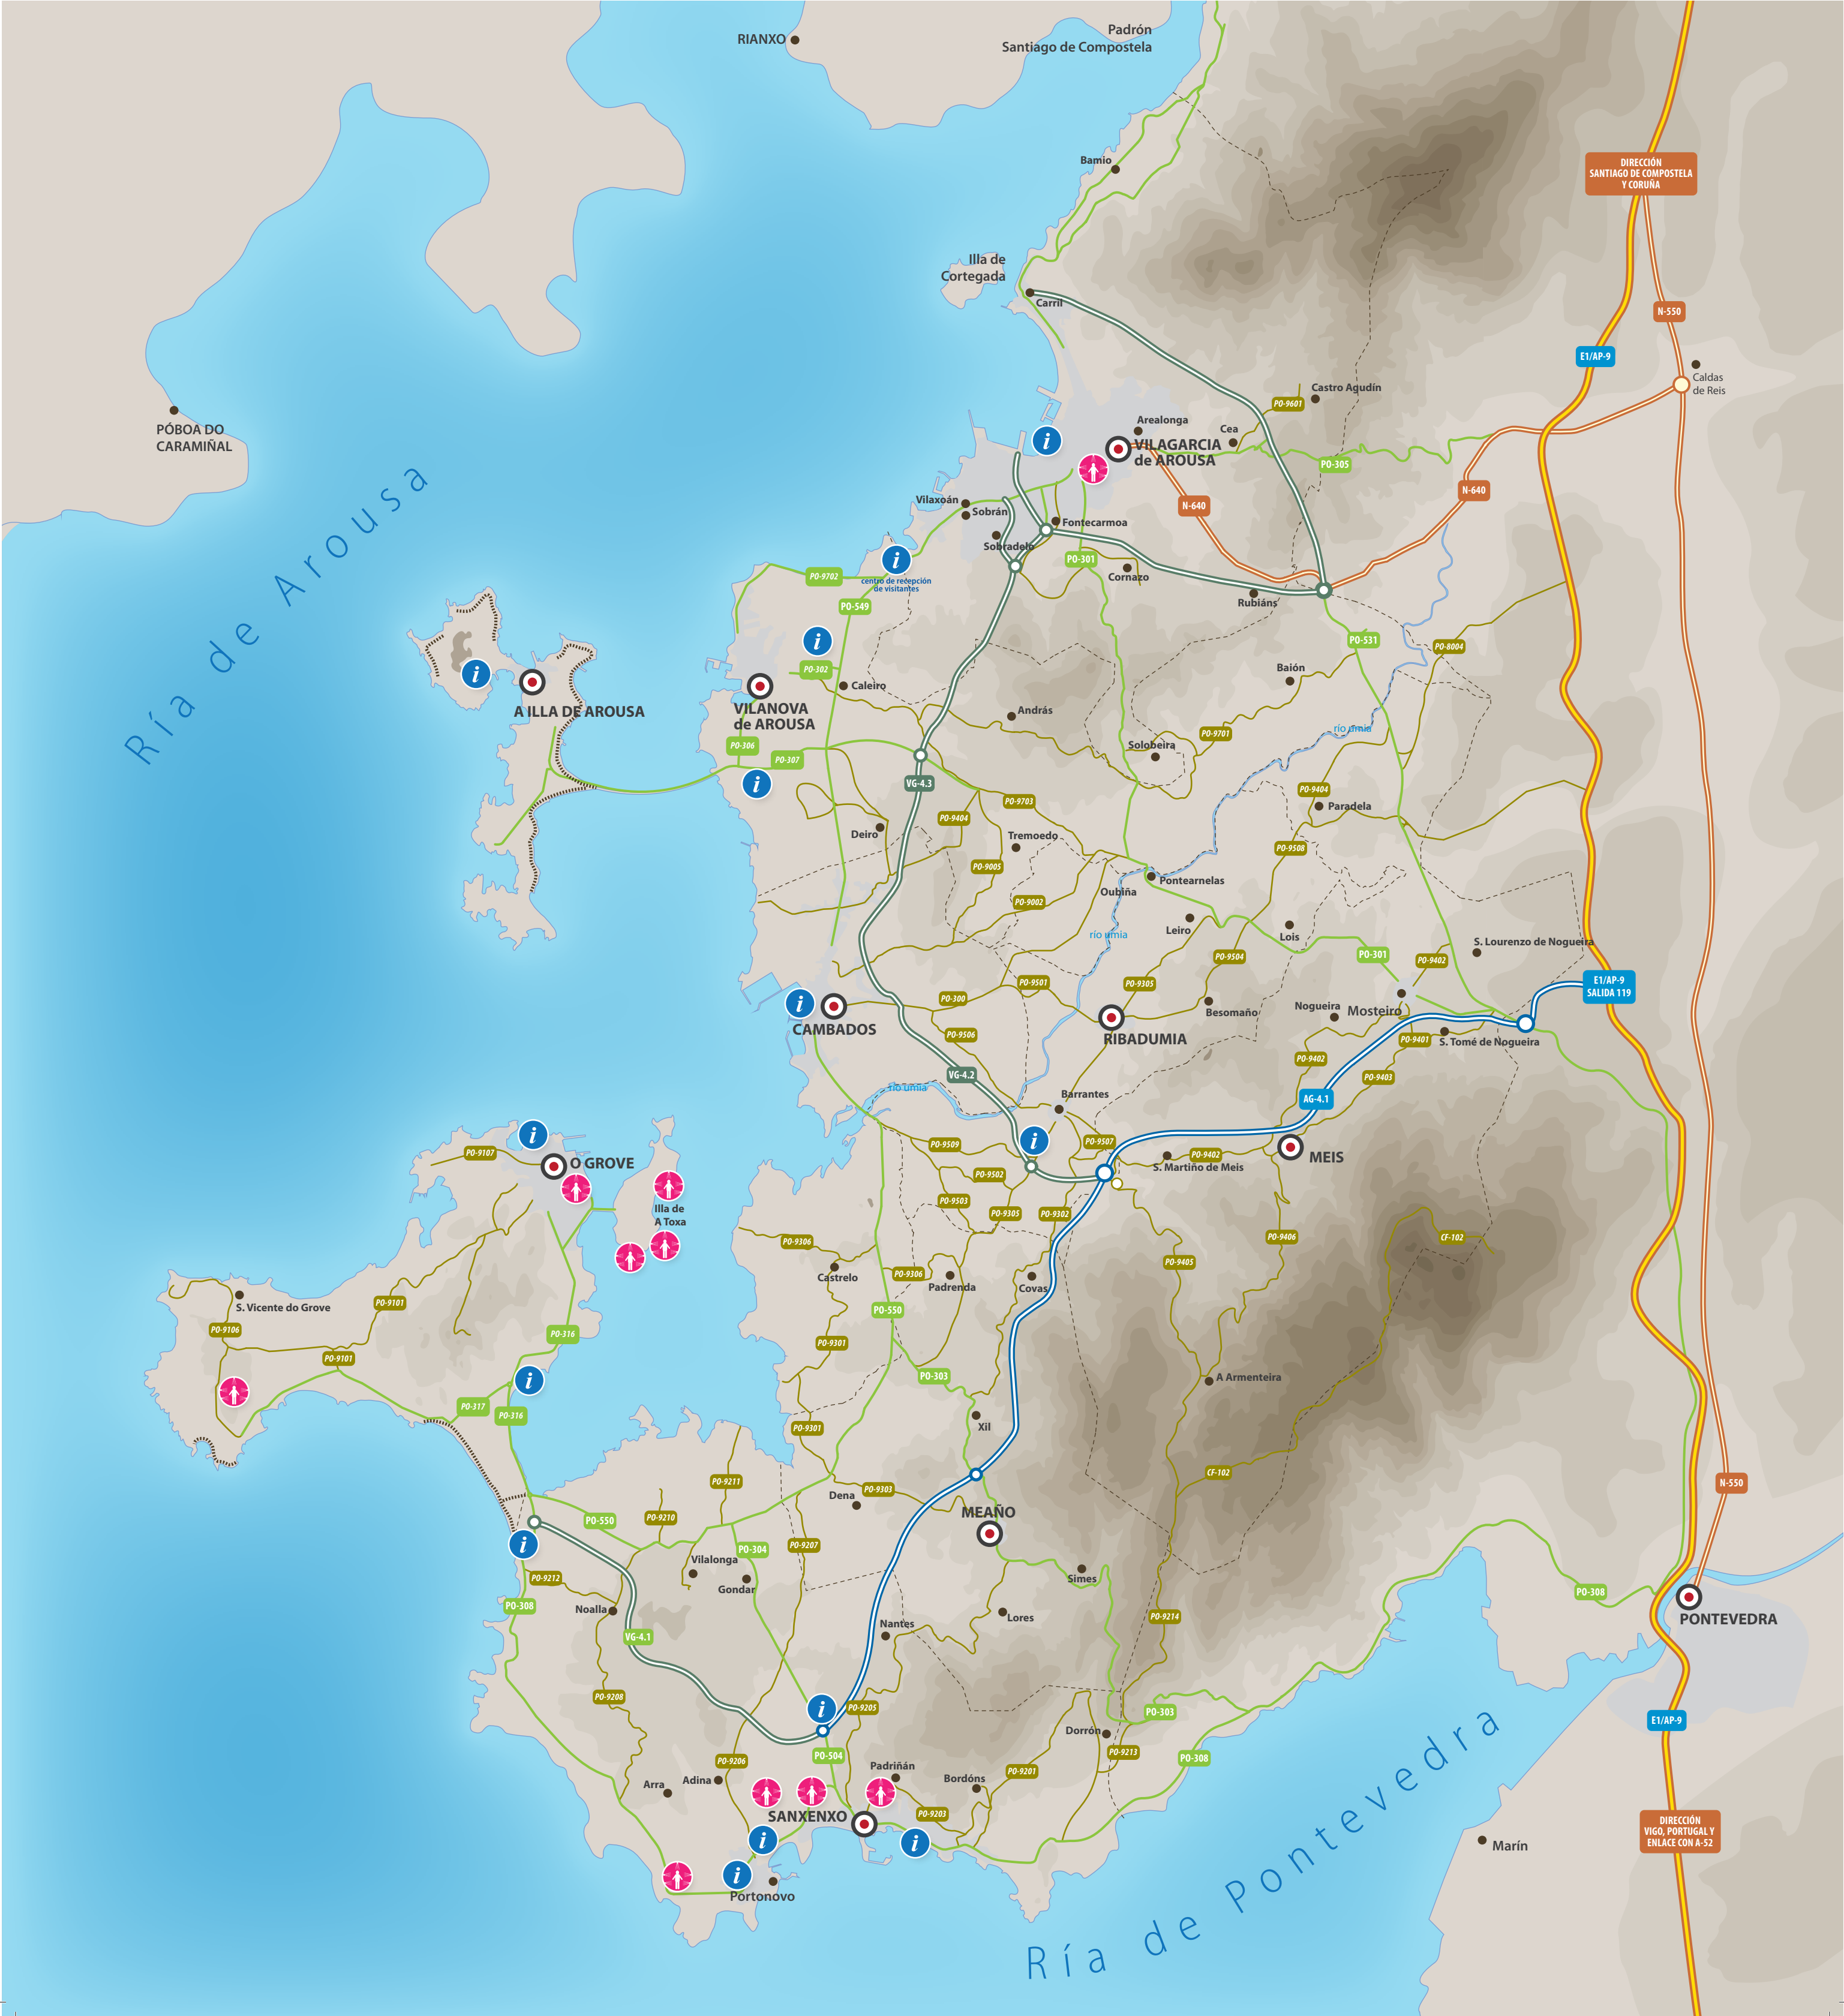 RIANXO
Padrón
Santiago de Compostela
Bamio
DIRECCIÓN
SANTIAGO DE COMPOSTELA
Y CORUÑA
Illa de
Cortegada
Carril
N-550
E1/AP-9
Caldas
de Reis
Castro Agudín
PO-9601
PÓBOA DO
CARAMIÑAL
Arealonga
Cea
VILAGARCIA
de AROUSA
PO-305
N-640
N-640
Ría de Arousa
Vilaxoán
Sobrán
Fontecarmoa
Sobradelo
PO-301
Cornazo
Rubiáns
centro de recepción
de visitantes
PO-9702
PO-549
PO-531
PO-8004
PO-302
Caleiro
Baión
A ILLA DE AROUSA
VILANOVA
de AROUSA
András
PO-9701
río umia
Solobeira
PO-306
PO-307
VG-4.3
PO-9404
PO-9703
Paradela
PO-9404
Deiro
Tremoedo
PO-9508
PO-9005
Pontearnelas
Oubiña
PO-9002
Leiro
Lois
río umia
S. Lourenzo de Nogueira
PO-301
PO-9504
PO-9402
PO-9501
PO-9305
E1/AP-9
SALIDA 119
PO-300
Besomaño
Nogueira
Mosteiro
CAMBADOS
RIBADUMIA
PO-9506
PO-9401
S. Tomé de Nogueira
PO-9402
VG-4.2
PO-9403
río umia
Barrantes
AG-4.1
PO-9107
O GROVE
PO-9509
PO-9507
PO-9402
S. Martiño de Meis
MEIS
PO-9502
PO-9503
PO-9305
PO-9302
Illa de
A Toxa
PO-9306
PO-9406
CF-102
PO-9405
Castrelo
PO-9306
Padrenda
Covas
S. Vicente do Grove
PO-9101
PO-550
PO-9106
PO-316
PO-9301
PO-9101
PO-303
A Armenteira
PO-317
PO-316
PO-9301
Xil
CF-102
PO-9211
Dena
PO-9303
N-550
MEAÑO
PO-9210
PO-550
PO-304
PO-9207
Vilalonga
Gondar
Simes
PO-9212
PO-308
PO-308
Noalla
Lores
PO-9214
PONTEVEDRA
Nantes
VG-4.1
PO-9208
PO-9205
PO-303
E1/AP-9
Dorrón
PO-9213
PO-308
PO-504
PO-9206
Padriñán
Bordóns
PO-9201
Arra
Adina
SANXENXO
PO-9203
DIRECCIÓN
VIGO, PORTUGAL Y
ENLACE CON A-52
Marín
Portonovo
Ría de Pontevedra